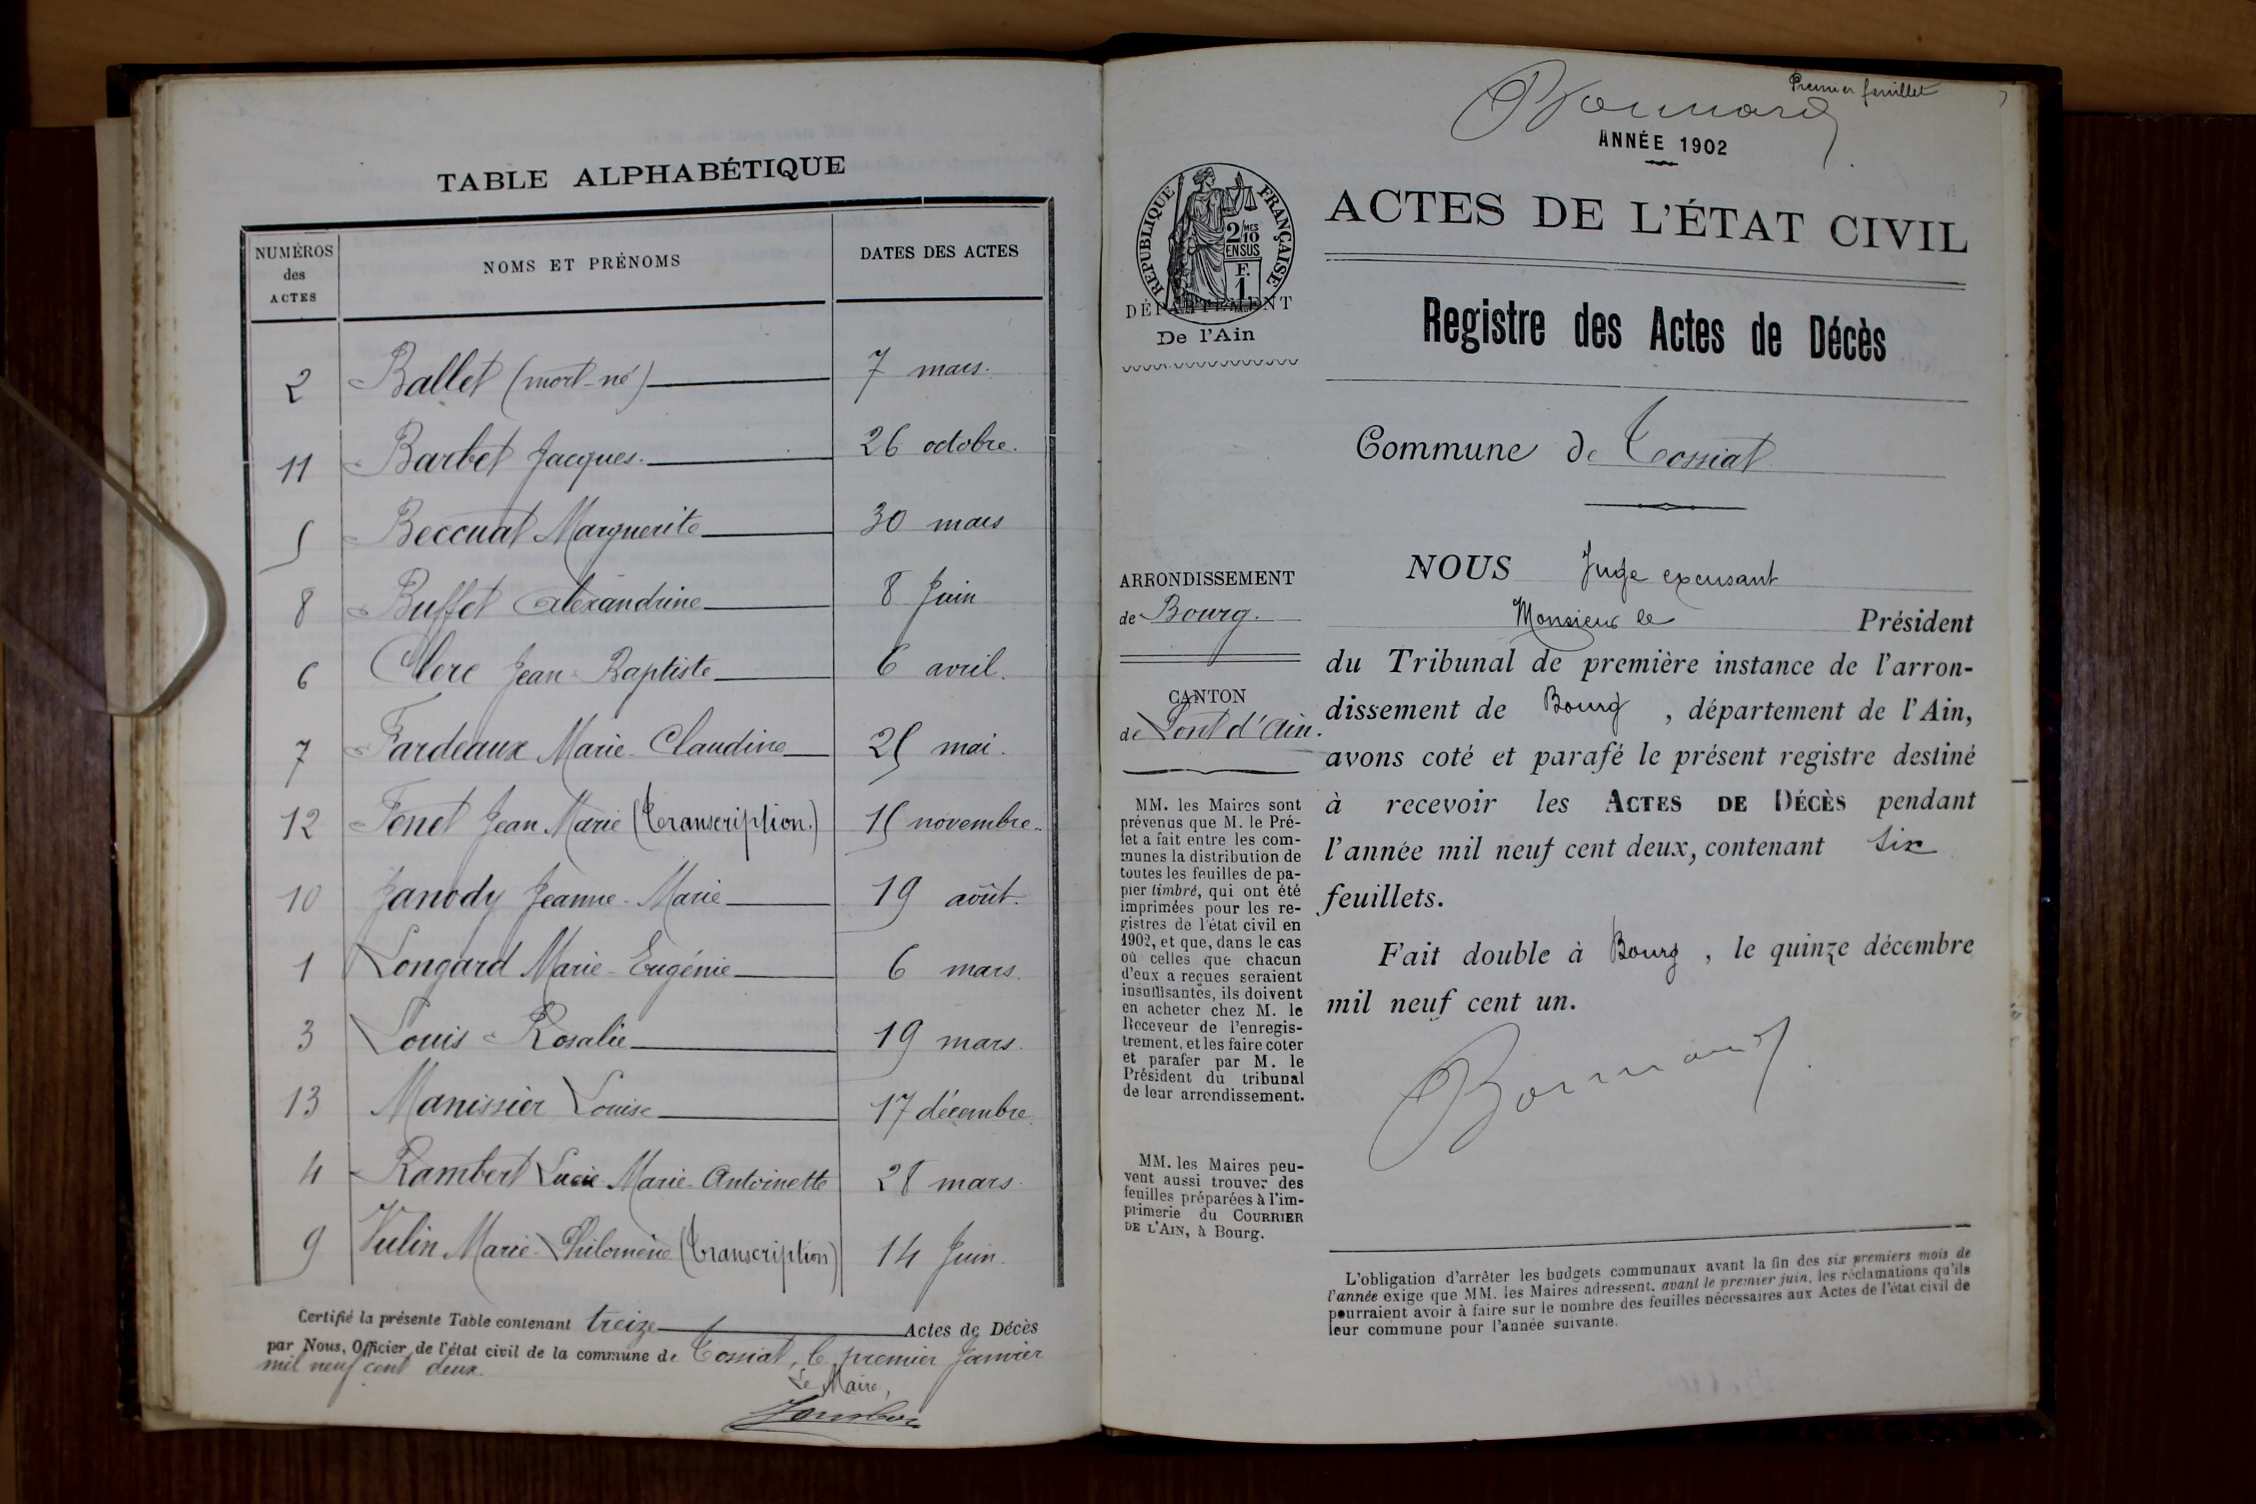 TABLE ALPHABÉTIQUE
NUMÉROS
des
ACTES
NOMS ET PRÉNOMS
DATES DES ACTES
2 Ballet (mort-né) 7 mars.
11 Barbet Jacques. 26 octobre.
5 Beccuat Marguerite 30 mars
8 Buffet Alexandrine 8 Juin
6 Clerc Jean-Baptiste 6 avril.
7 Fardeaux Marie-Claudine 25 mai.
12 Fenet Jean Marie (Transcription.) 15 novembre.
10 Janody Jeanne-Marie 19 août.
1 Longard Marie-Eugénie 6 mars.
3 Louis Rosalie 19 mars.
13 Manissier Louise 17 décembre.
4 Rambert Lucie-Marie-Antoinette 28 mars.
9 Vulin Marie-Philomène (Transcription) 14 Juin.
Certifié la présente Table contenant treize Actes de Décès
par Nous, Officier de l'état civil de la commune de Tossiat, le premier Janvier
mil neuf cent deux.
Le Maire,
Premier feuillet
Bonnard
ANNÉE 1902
RÉPUBLIQUE FRANÇAISE
2 MES
10
EN SUS
F.
1
ACTES DE L'ÉTAT CIVIL
DÉPARTEMENT
De l'Ain
Registre des Actes de Décès
Commune de Tossiat
ARRONDISSEMENT
de Bourg.
CANTON
de Pont d'Ain.
MM. les Maires sont
prévenus que M. le Pré-
fet a fait entre les com-
munes la distribution de
toutes les feuilles de pa-
pier timbré, qui ont été
imprimées pour les re-
gistres de l'état civil en
1902, et que, dans le cas
où celles que chacun
d'eux a reçues seraient
insuffisantes, ils doivent
en acheter chez M. le
Receveur de l'enregis-
trement, et les faire coter
et parafer par M. le
Président du tribunal
de leur arrondissement.
MM. les Maires peu-
vent aussi trouver des
feuilles préparées à l'im-
primerie du COURRIER
DE L'AIN, à Bourg.
NOUS Juge excusant
Monsieur le Président
du Tribunal de première instance de l'arron-
dissement de Bourg, département de l'Ain,
avons coté et parafé le présent registre destiné
à recevoir les ACTES DE DÉCÈS pendant
l'année mil neuf cent deux, contenant six
feuillets.
Fait double à Bourg, le quinze décembre
mil neuf cent un.
Bonnard
L'obligation d'arrêter les budgets communaux avant la fin des six premiers mois de
l'année exige que MM. les Maires adressent, avant le premier juin, les réclamations qu'ils
pourraient avoir à faire sur le nombre des feuilles nécessaires aux Actes de l'état civil de
leur commune pour l'année suivante.